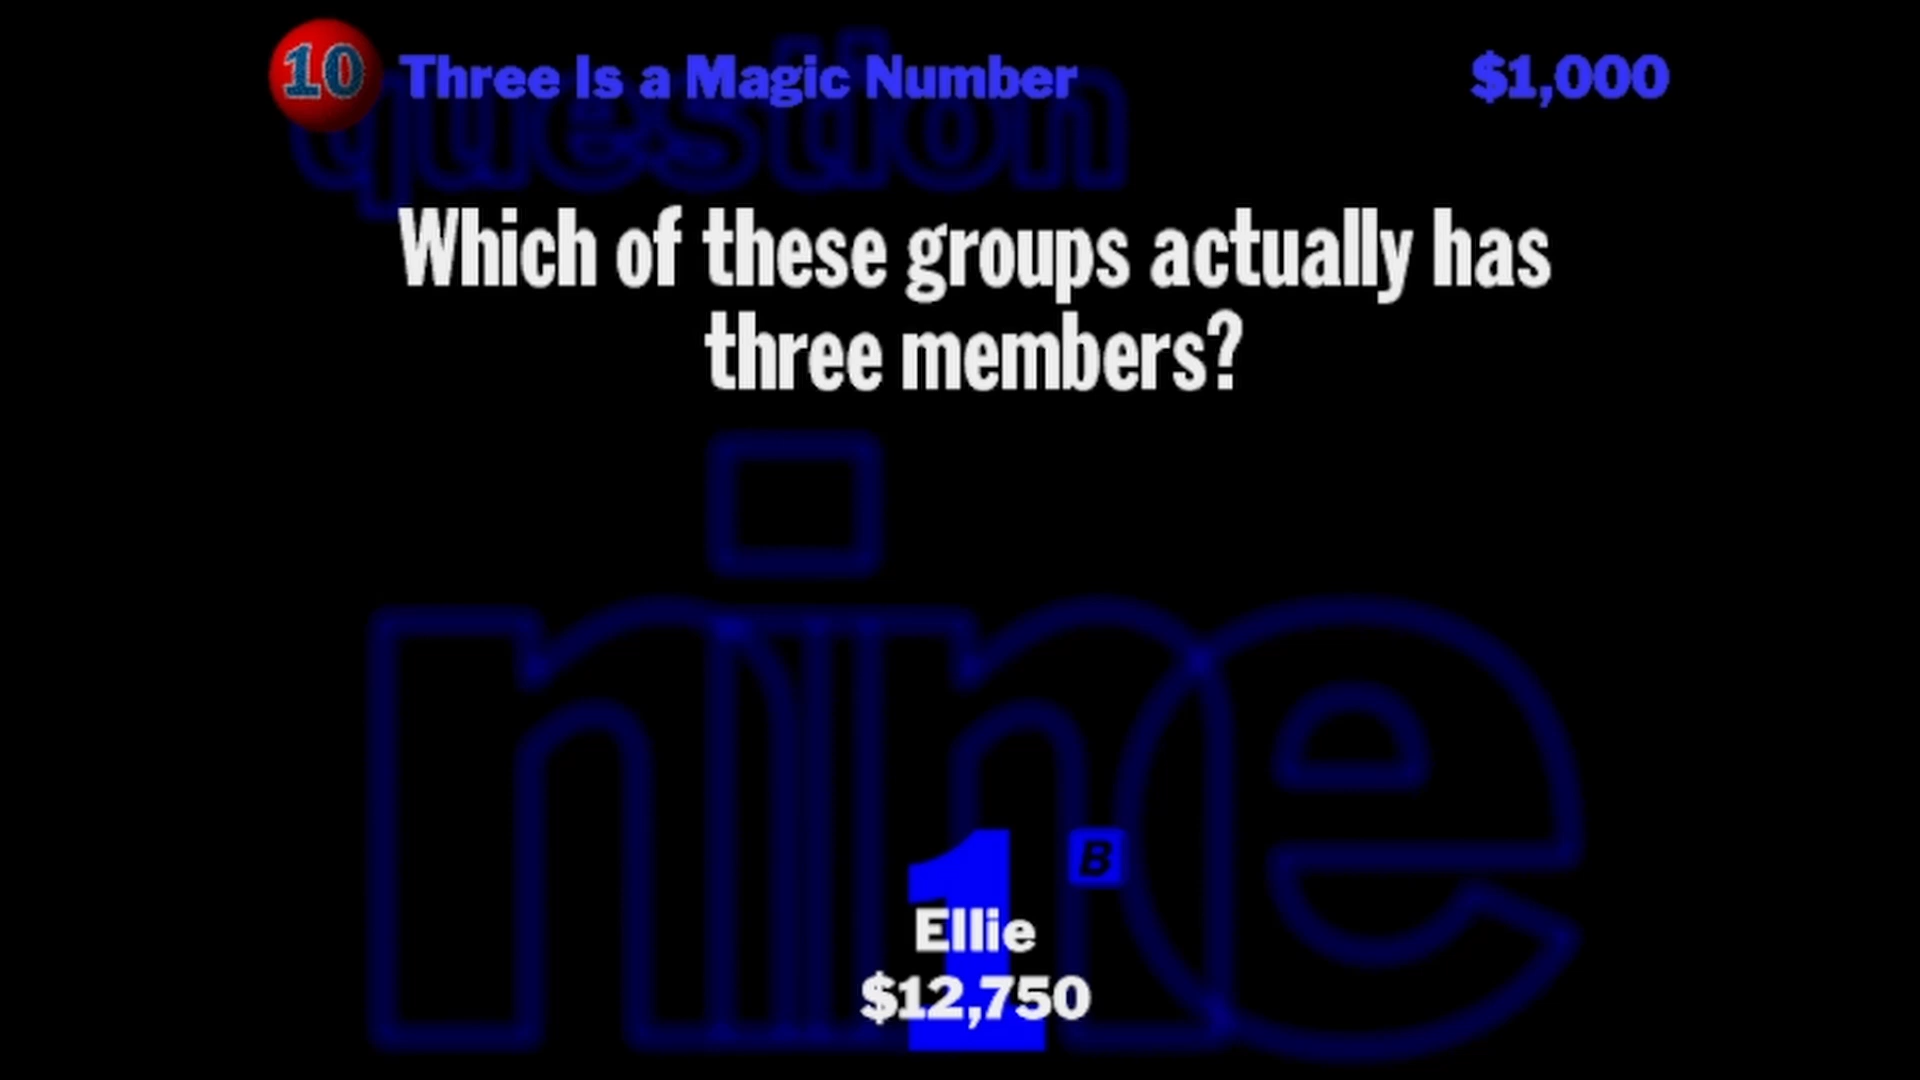 10 Three Is a Magic Number $1,000
question
Which of these groups actually has
three members?
nine
1 B
Ellie
$12,750